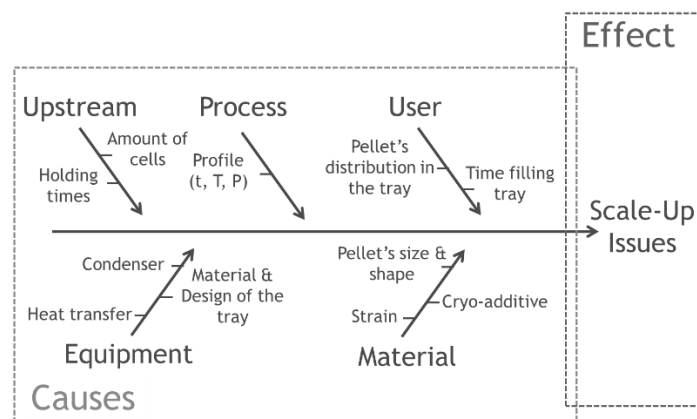 Effect
Upstream
Process
User
Amount of
cells
Holding
times
Profile
(t, T, P)
Pellet's
distribution in
the tray
Time filling
tray
Scale-Up
Issues
Condenser
Material &
Design of the
tray
Heat transfer
Pellet's size &
shape
Cryo-additive
Strain
Equipment
Material
Causes